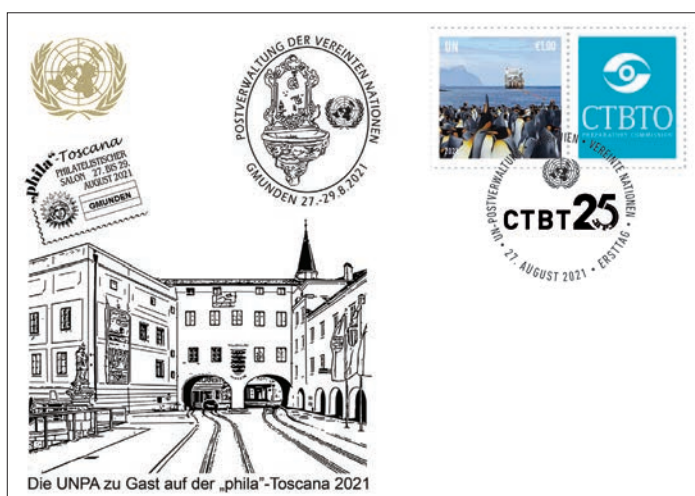 "phila"-Toscana
PHILATELISTISCHER
SALON 27. BIS 29.
AUGUST 2021
GMUNDEN
POSTVERWALTUNG DER VEREINTEN NATIONEN
GMUNDEN 27.-29.8.2021
UN
€1,00
2021
CTBTO
PREPARATORY COMMISSION
UN-POSTVERWALTUNG WIEN • VEREINTE NATIONEN
CTBT25
• 27. AUGUST 2021 • ERSTTAG •
Die UNPA zu Gast auf der „phila"-Toscana 2021